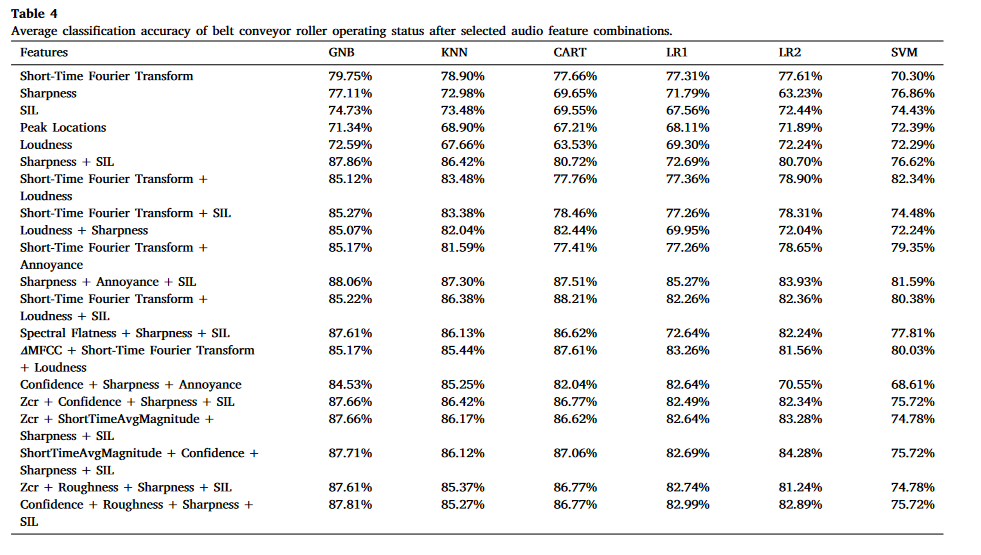 Table 4
Average classification accuracy of belt conveyor roller operating status after selected audio feature combinations.
Features GNB KNN CART LR1 LR2 SVM
Short-Time Fourier Transform 79.75% 78.90% 77.66% 77.31% 77.61% 70.30%
Sharpness 77.11% 72.98% 69.65% 71.79% 63.23% 76.86%
SIL 74.73% 73.48% 69.55% 67.56% 72.44% 74.43%
Peak Locations 71.34% 68.90% 67.21% 68.11% 71.89% 72.39%
Loudness 72.59% 67.66% 63.53% 69.30% 72.24% 72.29%
Sharpness + SIL 87.86% 86.42% 80.72% 72.69% 80.70% 76.62%
Short-Time Fourier Transform + 85.12% 83.48% 77.76% 77.36% 78.90% 82.34%
Loudness
Short-Time Fourier Transform + SIL 85.27% 83.38% 78.46% 77.26% 78.31% 74.48%
Loudness + Sharpness 85.07% 82.04% 82.44% 69.95% 72.04% 72.24%
Short-Time Fourier Transform + 85.17% 81.59% 77.41% 77.26% 78.65% 79.35%
Annoyance
Sharpness + Annoyance + SIL 88.06% 87.30% 87.51% 85.27% 83.93% 81.59%
Short-Time Fourier Transform + 85.22% 86.38% 88.21% 82.26% 82.36% 80.38%
Loudness + SIL
Spectral Flatness + Sharpness + SIL 87.61% 86.13% 86.62% 72.64% 82.24% 77.81%
ΔMFCC + Short-Time Fourier Transform 85.17% 85.44% 87.61% 83.26% 81.56% 80.03%
+ Loudness
Confidence + Sharpness + Annoyance 84.53% 85.25% 82.04% 82.64% 70.55% 68.61%
Zcr + Confidence + Sharpness + SIL 87.66% 86.42% 86.77% 82.49% 82.34% 75.72%
Zcr + ShortTimeAvgMagnitude + 87.66% 86.17% 86.62% 82.64% 83.28% 74.78%
Sharpness + SIL
ShortTimeAvgMagnitude + Confidence + 87.71% 86.12% 87.06% 82.69% 84.28% 75.72%
Sharpness + SIL
Zcr + Roughness + Sharpness + SIL 87.61% 85.37% 86.77% 82.74% 81.24% 74.78%
Confidence + Roughness + Sharpness + 87.81% 85.27% 86.77% 82.99% 82.89% 75.72%
SIL